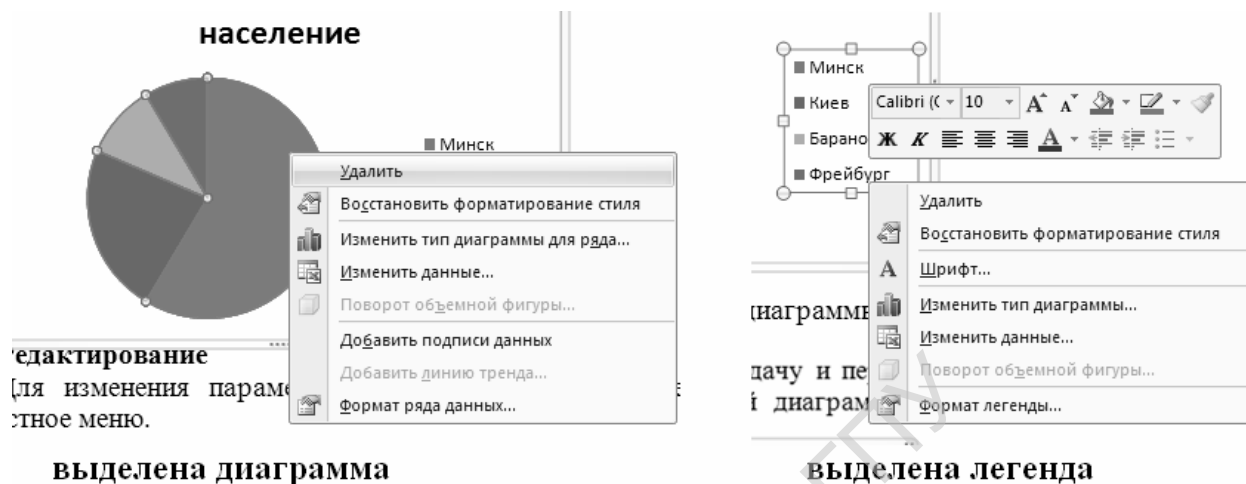 население
Минск
Удалить
Восстановить форматирование стиля
Изменить тип диаграммы для ряда...
Изменить данные...
Поворот объемной фигуры...
Добавить подписи данных
Добавить линию тренда...
Формат ряда данных...
едактирование
Для изменения параме
стное меню.
выделена диаграмма
Минск
Киев
Барано
Фрейбург
Calibri (С 10 A A
Ж К A
Удалить
Восстановить форматирование стиля
А Шрифт...
Изменить тип диаграммы...
Изменить данные...
Поворот объемной фигуры...
Формат легенды...
диаграммы
дачу и пе
й диаграм
выделена легенда